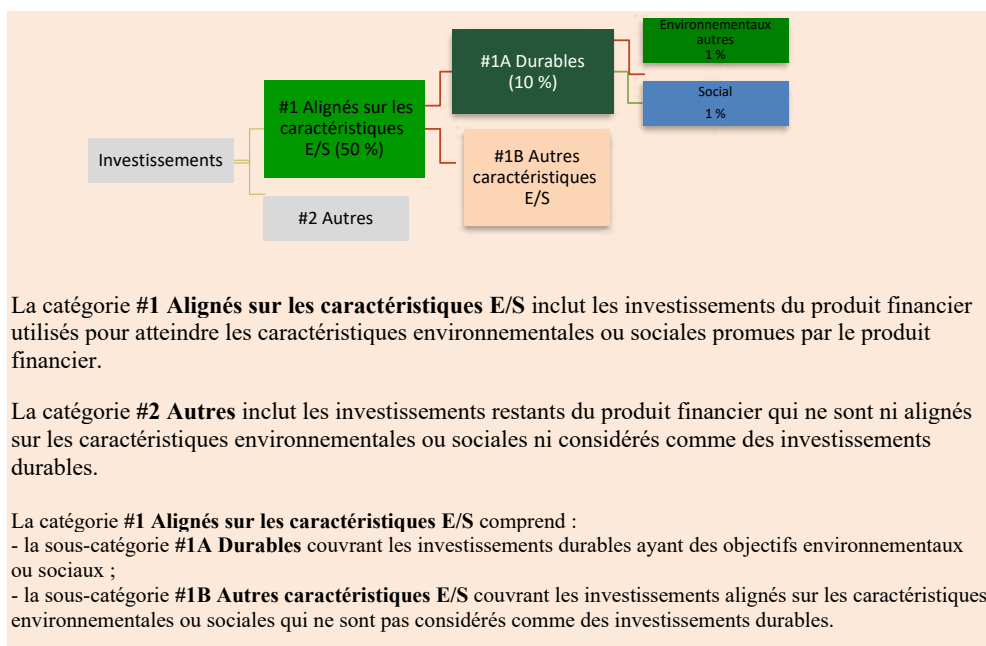 Environnementaux
autres
1 %
#1A Durables
(10 %)
Social
1 %
#1 Alignés sur les
caractéristiques
E/S (50 %)
Investissements
#1B Autres
caractéristiques
E/S
#2 Autres
La catégorie #1 Alignés sur les caractéristiques E/S inclut les investissements du produit financier
utilisés pour atteindre les caractéristiques environnementales ou sociales promues par le produit
financier.
La catégorie #2 Autres inclut les investissements restants du produit financier qui ne sont ni alignés
sur les caractéristiques environnementales ou sociales ni considérés comme des investissements
durables.
La catégorie #1 Alignés sur les caractéristiques E/S comprend :
- la sous-catégorie #1A Durables couvrant les investissements durables ayant des objectifs environnementaux
ou sociaux ;
- la sous-catégorie #1B Autres caractéristiques E/S couvrant les investissements alignés sur les caractéristiques
environnementales ou sociales qui ne sont pas considérés comme des investissements durables.